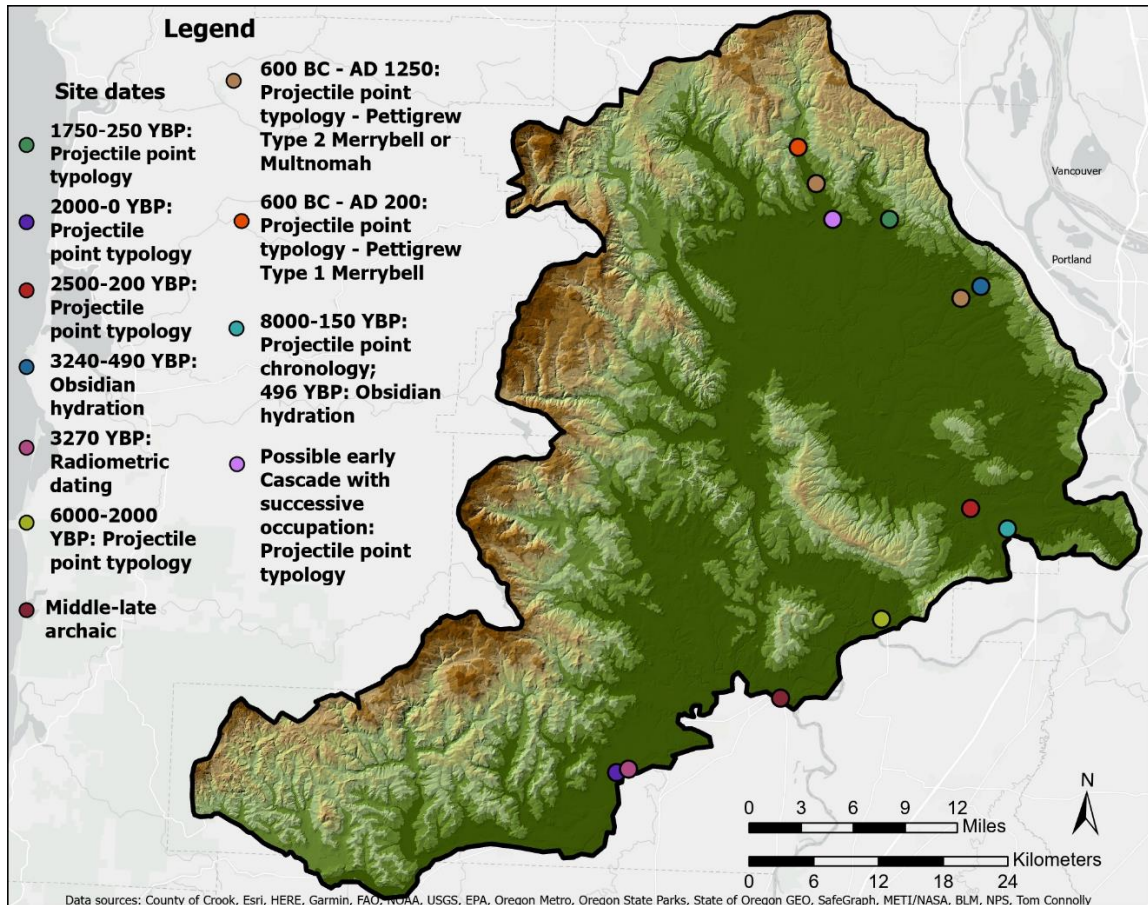 Legend
Site dates
1750-250 YBP:
Projectile point
typology
2000-0 YBP:
Projectile
point typology
2500-200 YBP:
Projectile
point typology
3240-490 YBP:
Obsidian
hydration
3270 YBP:
Radiometric
dating
6000-2000
YBP: Projectile
point typology
Middle-late
archaic
600 BC - AD 1250:
Projectile point
typology - Pettigrew
Type 2 Merrybell or
Multnomah
600 BC - AD 200:
Projectile point
typology - Pettigrew
Type 1 Merrybell
8000-150 YBP:
Projectile point
chronology;
496 YBP: Obsidian
hydration
Possible early
Cascade with
successive
occupation:
Projectile point
typology
Vancouver
Portland
N
0 3 6 9 12
Miles
Kilometers
0 6 12 18 24
Data sources: County of Crook, Esri, HERE, Garmin, FAO, NOAA, USGS, EPA, Oregon Metro, Oregon State Parks, State of Oregon GEO, SafeGraph, METI/NASA, BLM, NPS, Tom Connolly